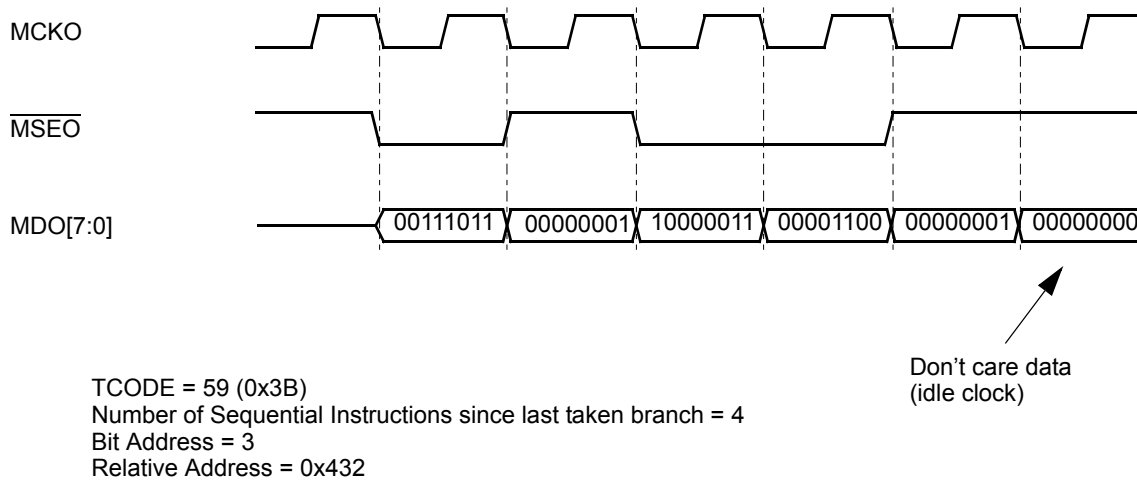 MCKO
MSEO
MDO[7:0]
00111011 00000001 10000011 00001100 00000001 00000000
Don't care data
(idle clock)
TCODE = 59 (0x3B)
Number of Sequential Instructions since last taken branch = 4
Bit Address = 3
Relative Address = 0x432